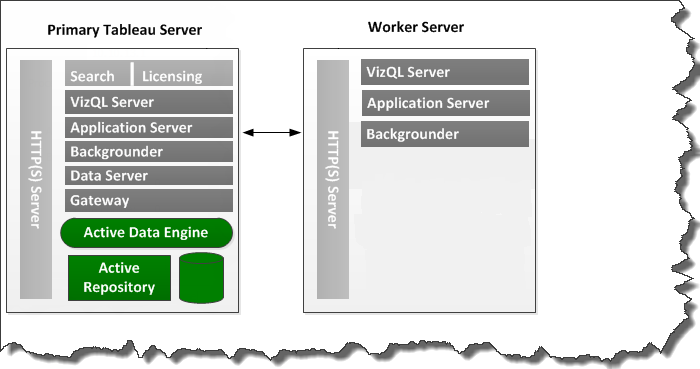 Primary Tableau Server
Worker Server
HTTP(S) Server
Search
Licensing
VizQL Server
Application Server
Backgrounder
Data Server
Gateway
Active Data Engine
Active
Repository
HTTP(S) Server
VizQL Server
Application Server
Backgrounder